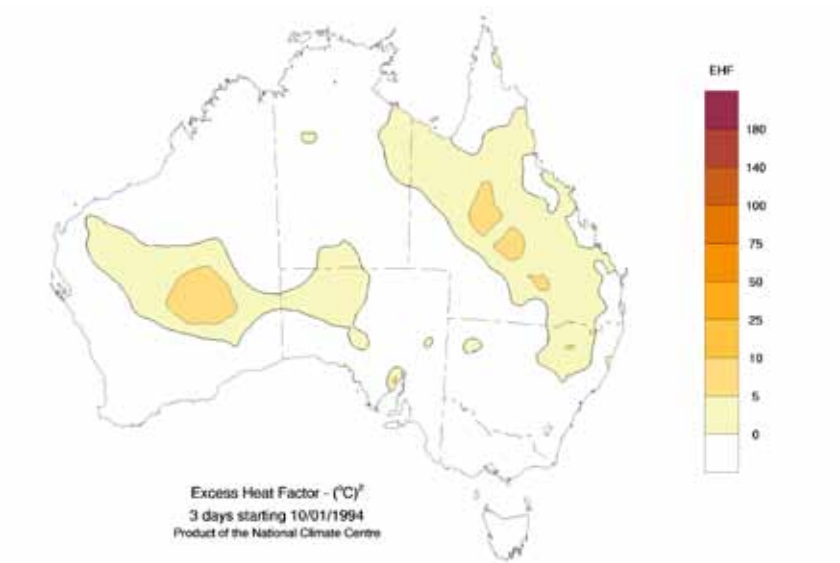 EHF
180
140
100
75
50
25
10
5
0
Excess Heat Factor - (°C)²
3 days starting 10/01/1994
Product of the National Climate Centre